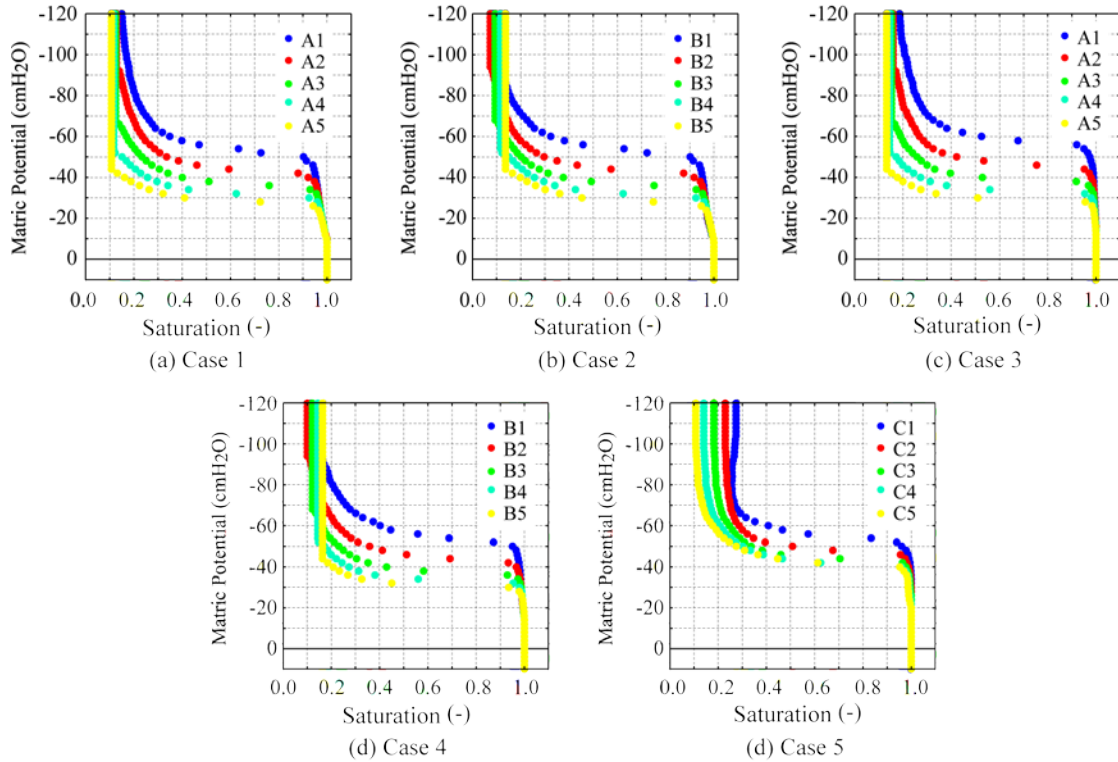 -120
-100
-80
-60
-40
-20
0
Matric Potential (cmH2O)
A1
A2
A3
A4
A5
0.0 0.2 0.4 0.6 0.8 1.0
Saturation (-)
(a) Case 1
-120
-100
-80
-60
-40
-20
0
Matric Potential (cmH2O)
B1
B2
B3
B4
B5
0.0 0.2 0.4 0.6 0.8 1.0
Saturation (-)
(b) Case 2
-120
-100
-80
-60
-40
-20
0
Matric Potential (cmH2O)
A1
A2
A3
A4
A5
0.0 0.2 0.4 0.6 0.8 1.0
Saturation (-)
(c) Case 3
-120
-100
-80
-60
-40
-20
0
Matric Potential (cmH2O)
B1
B2
B3
B4
B5
0.0 0.2 0.4 0.6 0.8 1.0
Saturation (-)
(d) Case 4
-120
-100
-80
-60
-40
-20
0
Matric Potential (cmH2O)
C1
C2
C3
C4
C5
0.0 0.2 0.4 0.6 0.8 1.0
Saturation (-)
(d) Case 5